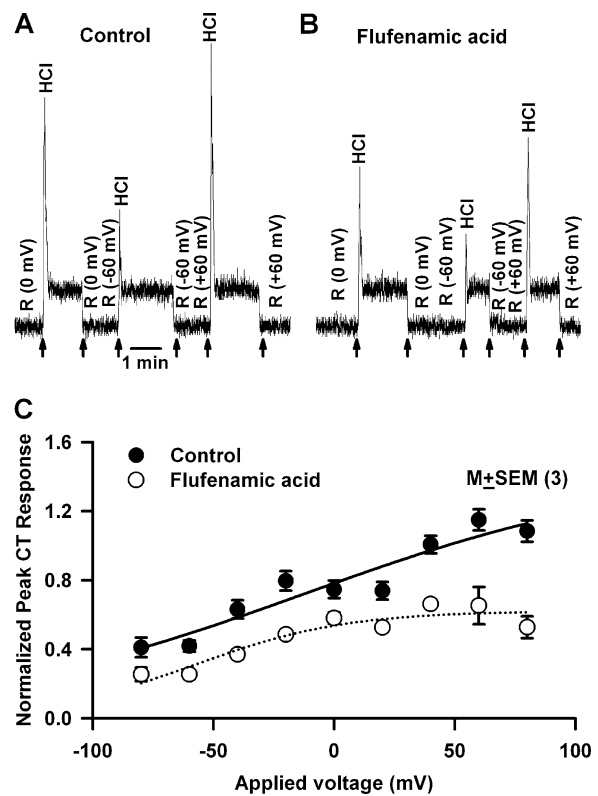 A
Control
HCl
HCl
HCl
R (0 mV)
R (0 mV)
R (-60 mV)
R (-60 mV)
R (+60 mV)
R (+60 mV)
1 min
B
Flufenamic acid
HCl
HCl
HCl
R (0 mV)
R (0 mV)
R (-60 mV)
R (-60 mV)
R (+60 mV)
R (+60 mV)
C
Control
Flufenamic acid
M±SEM (3)
Normalized Peak CT Response
1.6
1.2
0.8
0.4
0.0
-100
-50
0
50
100
Applied voltage (mV)